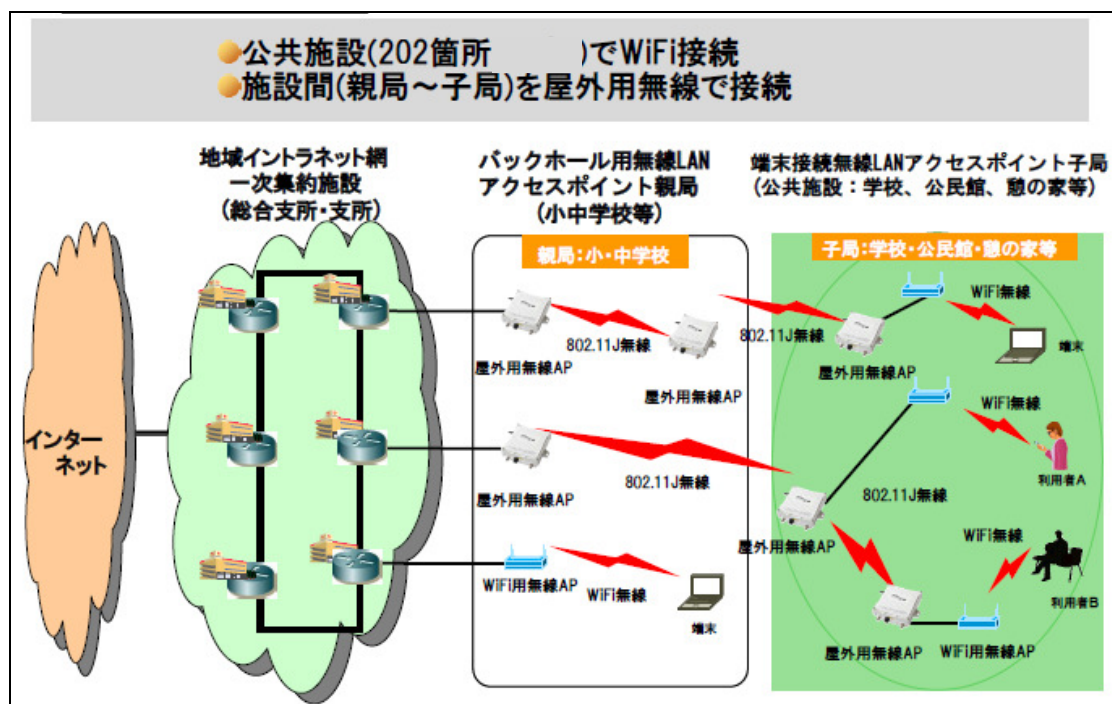 ●公共施設(202箇所 )でWiFi接続
●施設間(親局～子局)を屋外用無線で接続
地域イントラネット網
一次集約施設
(総合支所・支所)
バックホール用無線LAN
アクセスポイント親局
(小中学校等)
端末接続無線LANアクセスポイント子局
(公共施設：学校、公民館、憩の家等)
親局:小・中学校
子局:学校・公民館・憩の家等
インター
ネット
802.11J無線
屋外用無線AP
屋外用無線AP
802.11J無線
屋外用無線AP
WiFi無線
端末
屋外用無線AP
802.11J無線
WiFi無線
利用者A
802.11J無線
屋外用無線AP
WiFi用無線AP
WiFi無線
端末
WiFi無線
利用者B
屋外用無線AP
WiFi用無線AP